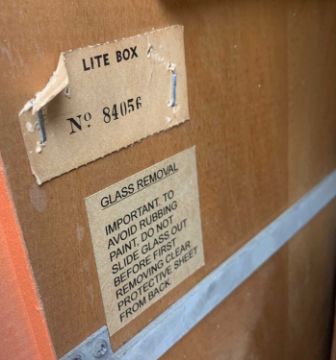 LITE BOX
Nº 84056
GLASS REMOVAL
IMPORTANT, TO
AVOID RUBBING
PAINT, DO NOT
SLIDE GLASS OUT
BEFORE FIRST
REMOVING CLEAR
PROTECTIVE SHEET
FROM BACK